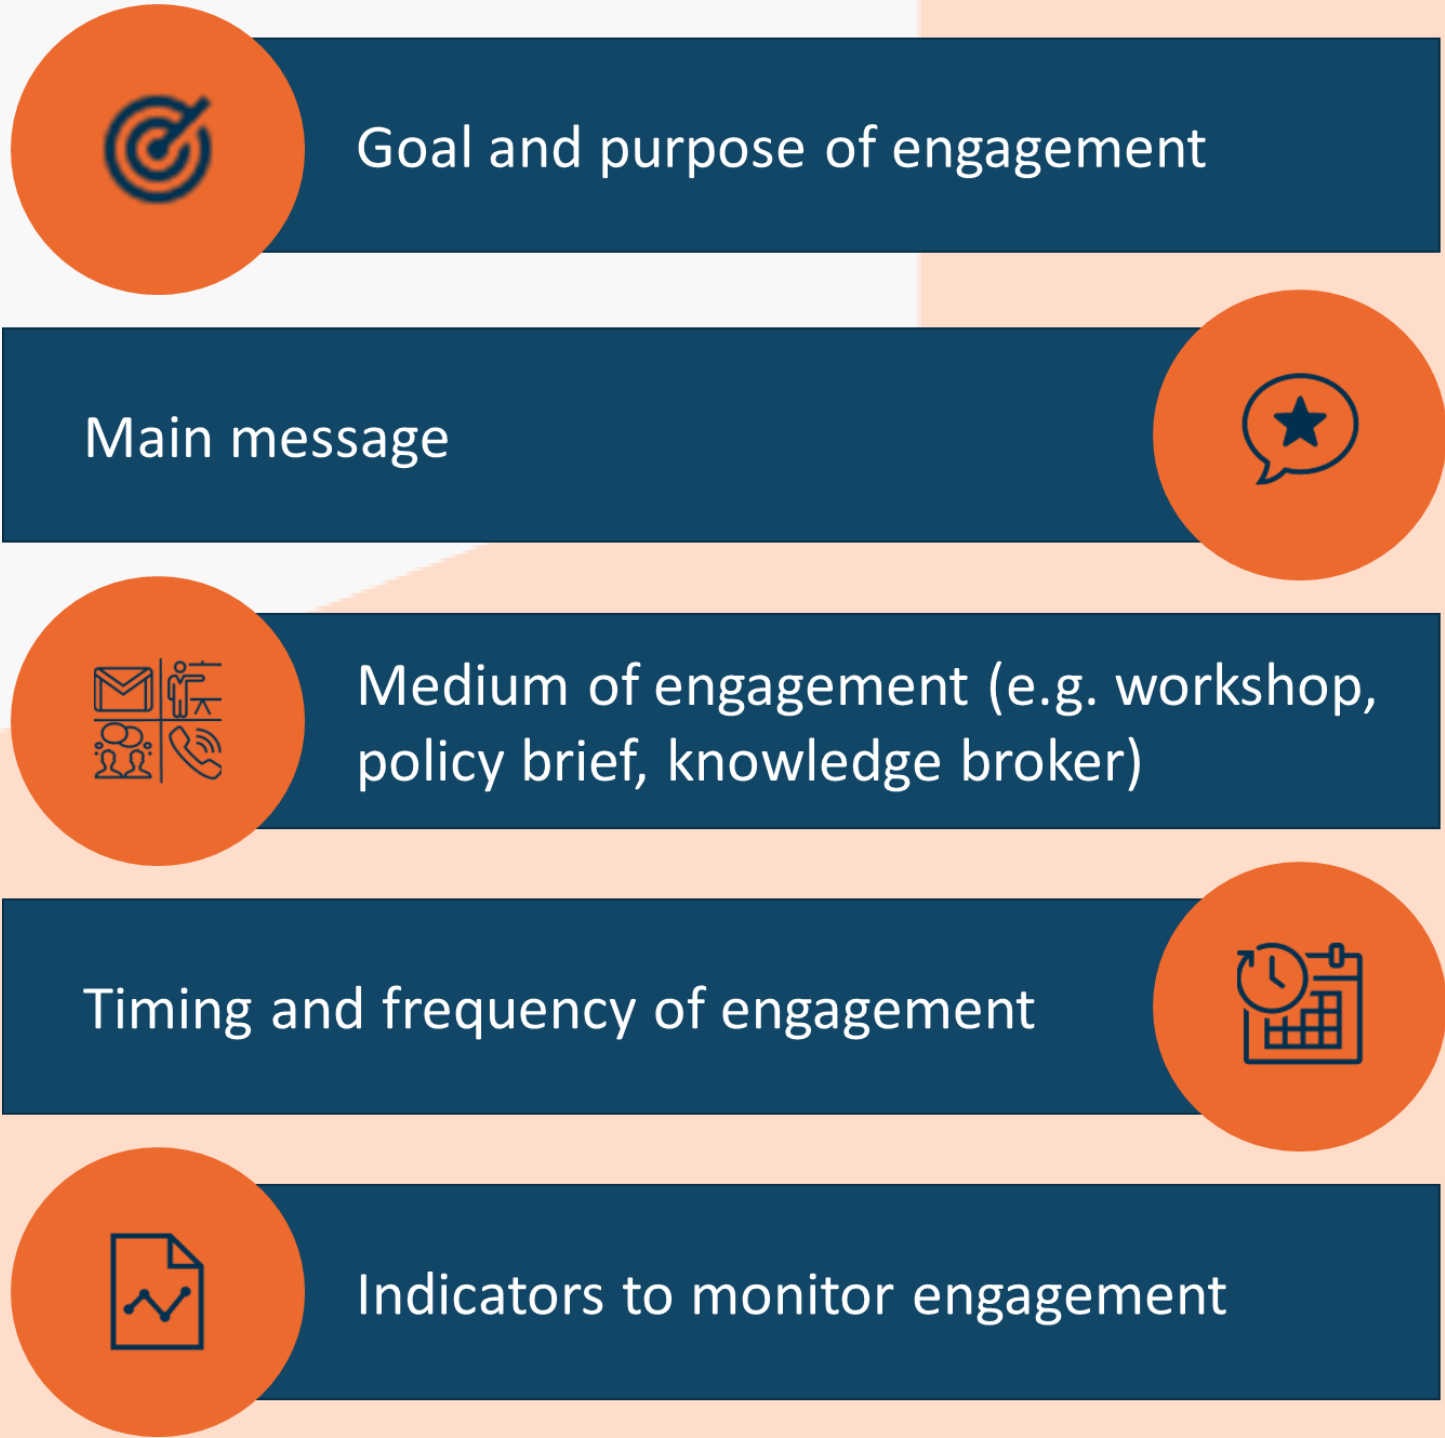 Goal and purpose of engagement
Main message
Medium of engagement (e.g. workshop,
policy brief, knowledge broker)
Timing and frequency of engagement
Indicators to monitor engagement